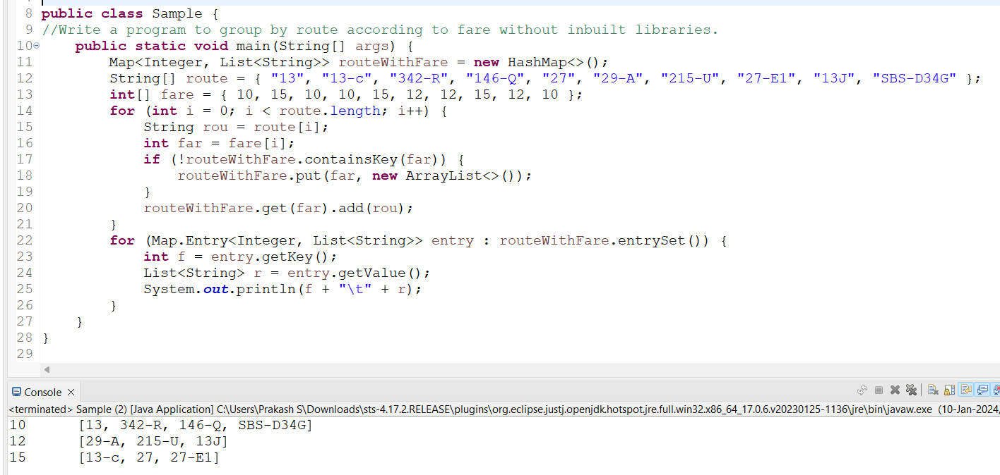 8 public class Sample {
9 //Write a program to group by route according to fare without inbuilt libraries.
10 public static void main(String[] args) {
11 Map<Integer, List<String>> routeWithFare = new HashMap<>();
12 String[] route = { "13", "13-c", "342-R", "146-Q", "27", "29-A", "215-U", "27-E1", "13J", "SBS-D34G" };
13 int[] fare = { 10, 15, 10, 10, 15, 12, 12, 15, 12, 10 };
14 for (int i = 0; i < route.length; i++) {
15 String rou = route[i];
16 int far = fare[i];
17 if (!routeWithFare.containsKey(far)) {
18 routeWithFare.put(far, new ArrayList<>());
19 }
20 routeWithFare.get(far).add(rou);
21 }
22 for (Map.Entry<Integer, List<String>> entry : routeWithFare.entrySet()) {
23 int f = entry.getKey();
24 List<String> r = entry.getValue();
25 System.out.println(f + "\t" + r);
26 }
27 }
28 }
29
Console
<terminated> Sample (2) [Java Application] C:\Users\Prakash S\Downloads\sts-4.17.2.RELEASE\plugins\org.eclipse.justj.openjdk.hotspot.jre.full.win32.x86_64_17.0.6.v20230125-1136\jre\bin\javaw.exe (10-Jan-2024,
10 [13, 342-R, 146-Q, SBS-D34G]
12 [29-A, 215-U, 13J]
15 [13-c, 27, 27-E1]